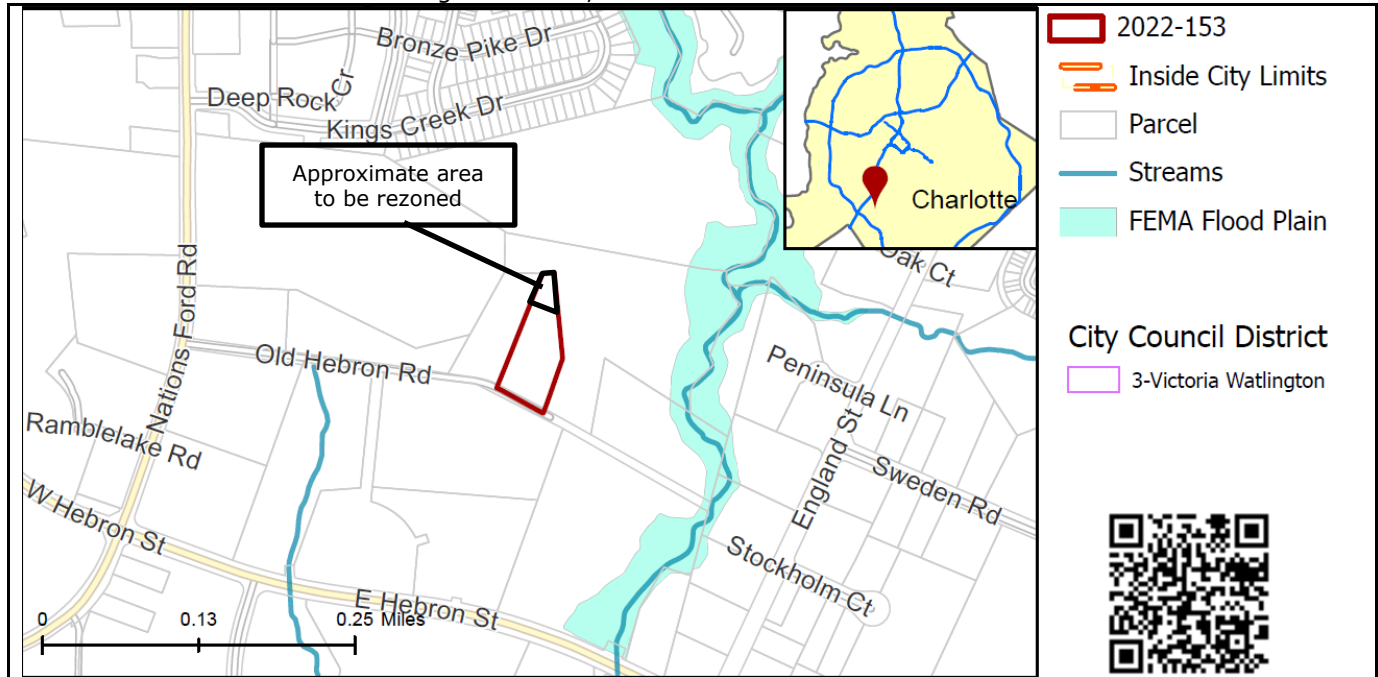 Bronze Pike Dr
Deep Rock Cr
Kings Creek Dr
Approximate area
to be rezoned
Nations Ford Rd
Old Hebron Rd
Ramblelake Rd
W Hebron St
E Hebron St
Oak Ct
Peninsula Ln
England St
Sweden Rd
Stockholm Ct
0 0.13 0.25 Miles
Charlotte
2022-153
Inside City Limits
Parcel
Streams
FEMA Flood Plain
City Council District
3-Victoria Watlington